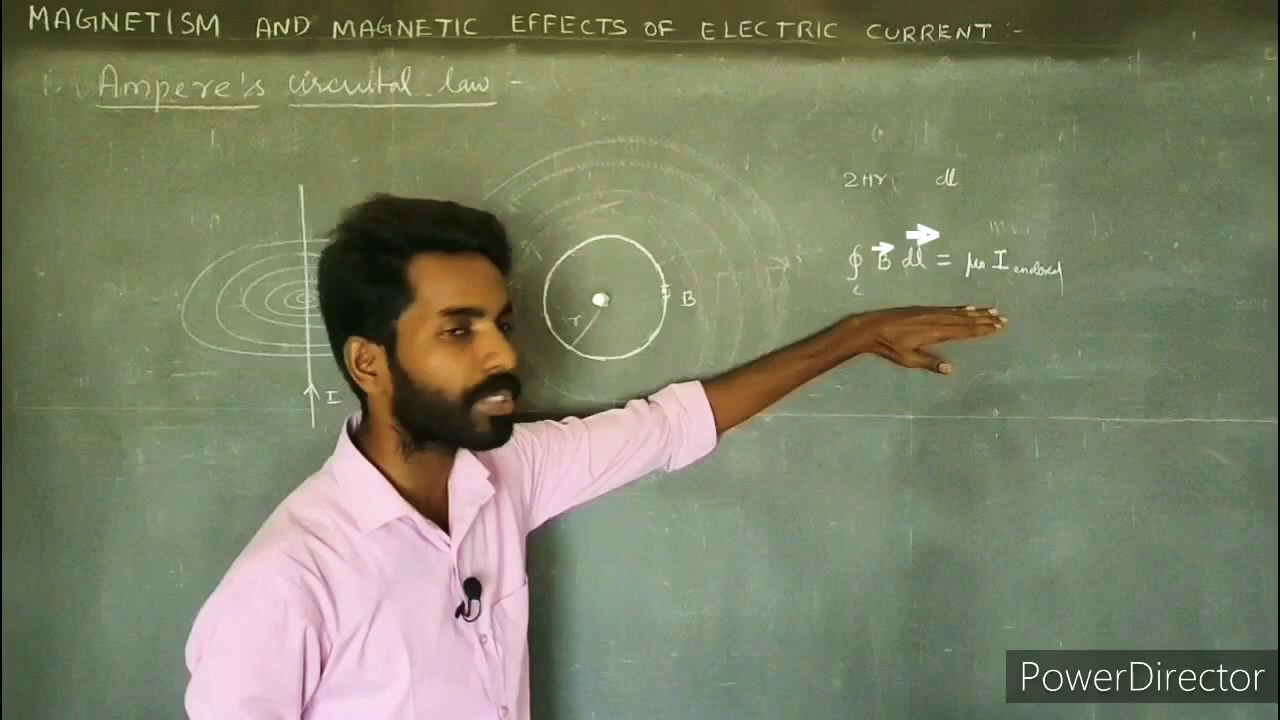 MAGNETISM AND MAGNETIC EFFECTS OF ELECTRIC CURRENT :-
Ampere's circuital law :-
2πr dl
∮ B⃗ dl⃗ = μ₀ I enclosed
c
B
r
I
PowerDirector